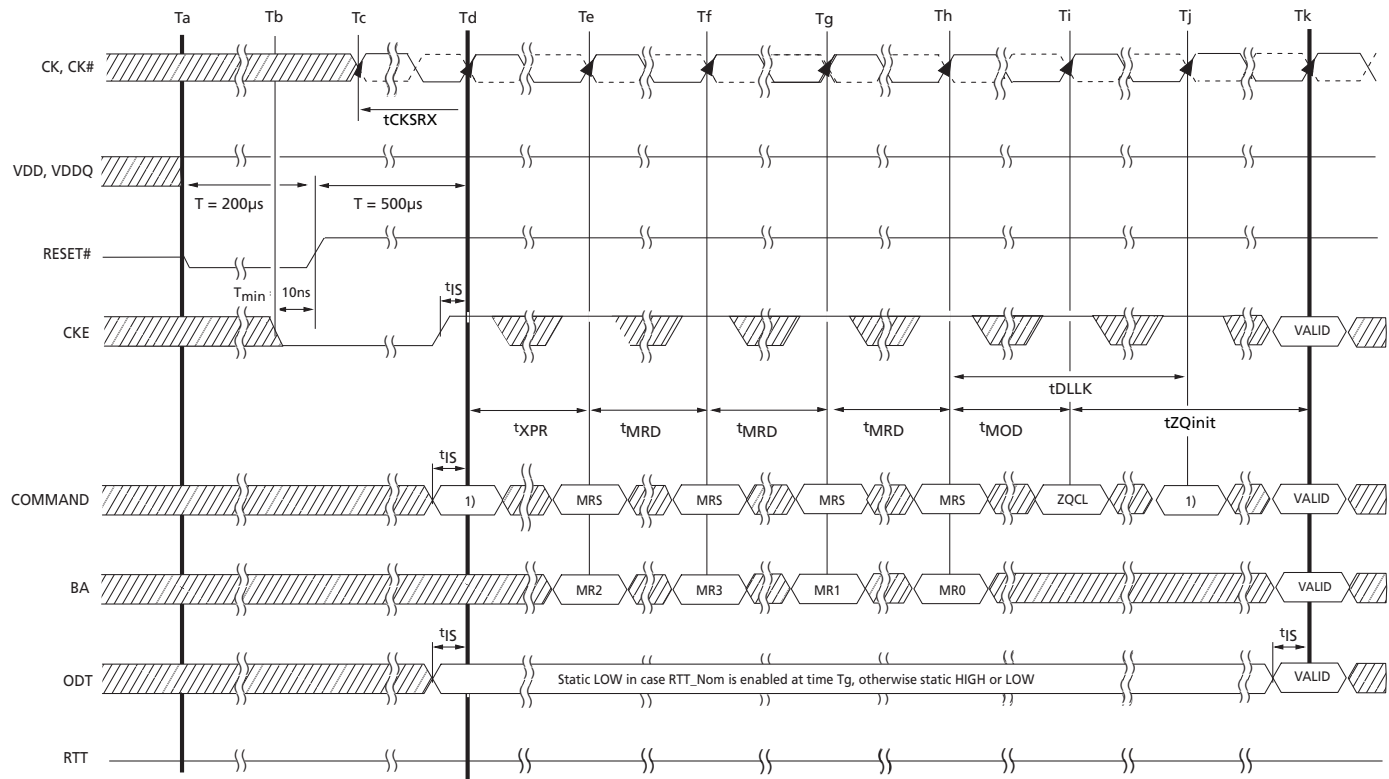 Ta Tb Tc Td Te Tf Tg Th Ti Tj Tk
CK, CK#
tCKSRX
VDD, VDDQ
T = 200µs T = 500µs
RESET#
Tmin 10ns tIS
CKE VALID
tDLLK
tXPR tMRD tMRD tMRD tMOD tZQinit
tIS
COMMAND 1) MRS MRS MRS MRS ZQCL 1) VALID
BA MR2 MR3 MR1 MR0 VALID
tIS tIS
ODT Static LOW in case RTT_Nom is enabled at time Tg, otherwise static HIGH or LOW VALID
RTT